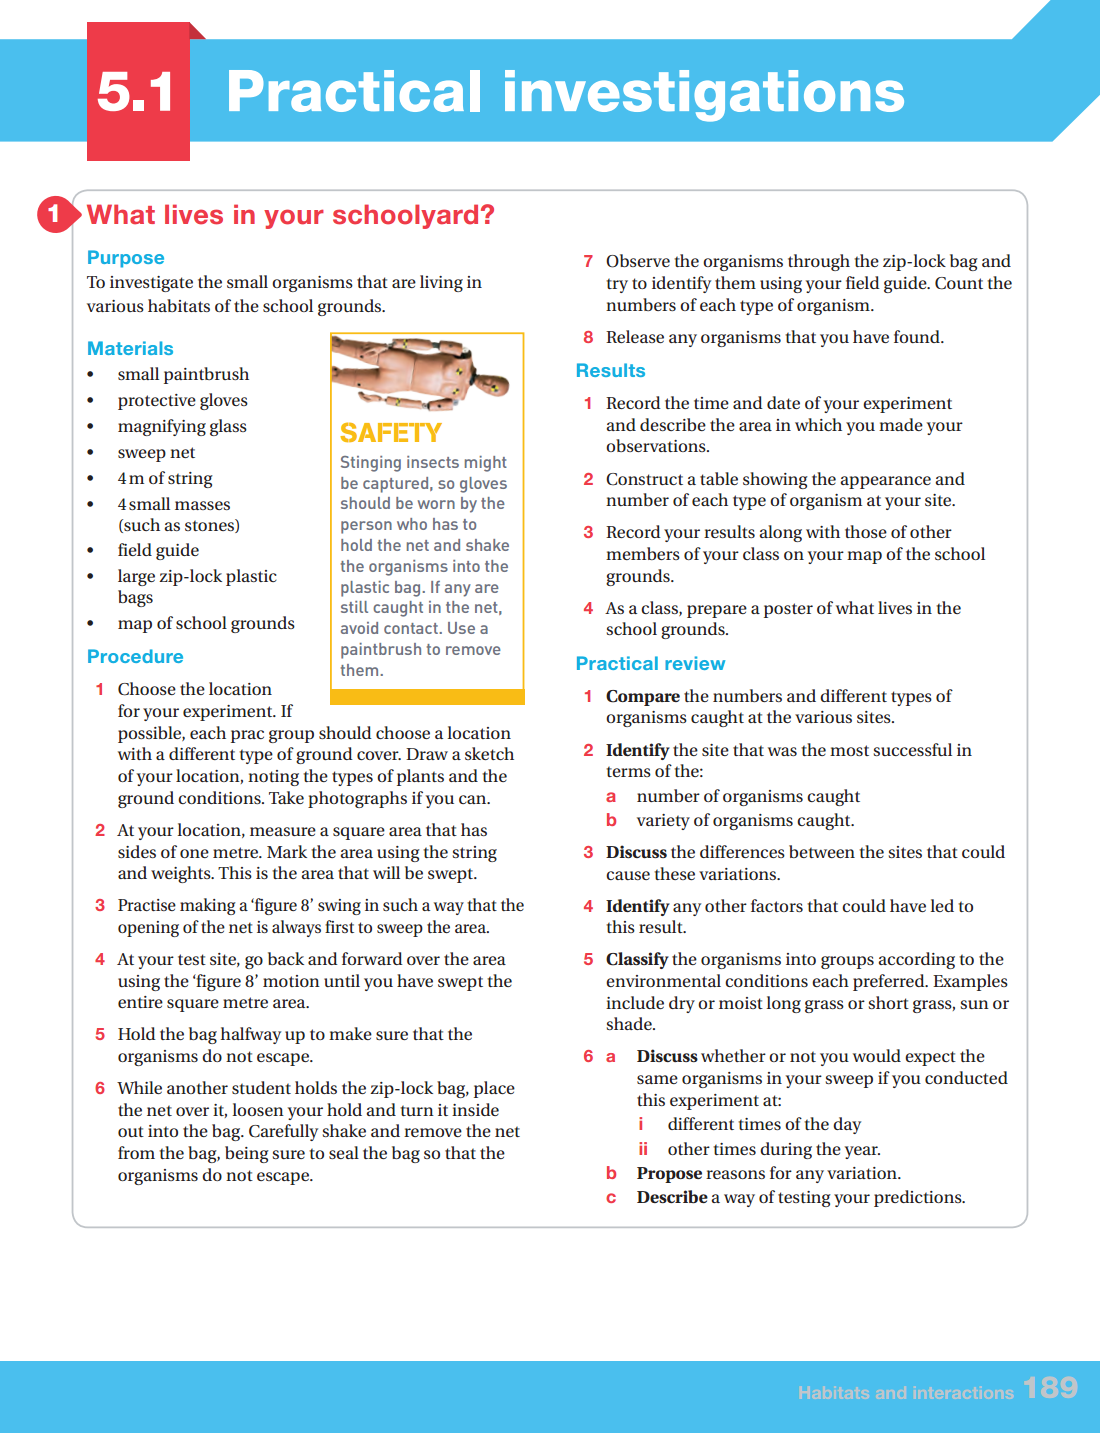 5.1 Practical investigations
1 What lives in your schoolyard?
Purpose
To investigate the small organisms that are living in
various habitats of the school grounds.
Materials
• small paintbrush
• protective gloves
• magnifying glass
• sweep net
• 4 m of string
• 4 small masses
(such as stones)
• field guide
• large zip-lock plastic
bags
• map of school grounds
SAFETY
Stinging insects might
be captured, so gloves
should be worn by the
person who has to
hold the net and shake
the organisms into the
plastic bag. If any are
still caught in the net,
avoid contact. Use a
paintbrush to remove
them.
Procedure
1 Choose the location
for your experiment. If
possible, each prac group should choose a location
with a different type of ground cover. Draw a sketch
of your location, noting the types of plants and the
ground conditions. Take photographs if you can.
2 At your location, measure a square area that has
sides of one metre. Mark the area using the string
and weights. This is the area that will be swept.
3 Practise making a ‘figure 8’ swing in such a way that the
opening of the net is always first to sweep the area.
4 At your test site, go back and forward over the area
using the ‘figure 8’ motion until you have swept the
entire square metre area.
5 Hold the bag halfway up to make sure that the
organisms do not escape.
6 While another student holds the zip-lock bag, place
the net over it, loosen your hold and turn it inside
out into the bag. Carefully shake and remove the net
from the bag, being sure to seal the bag so that the
organisms do not escape.
7 Observe the organisms through the zip-lock bag and
try to identify them using your field guide. Count the
numbers of each type of organism.
8 Release any organisms that you have found.
Results
1 Record the time and date of your experiment
and describe the area in which you made your
observations.
2 Construct a table showing the appearance and
number of each type of organism at your site.
3 Record your results along with those of other
members of your class on your map of the school
grounds.
4 As a class, prepare a poster of what lives in the
school grounds.
Practical review
1 Compare the numbers and different types of
organisms caught at the various sites.
2 Identify the site that was the most successful in
terms of the:
a number of organisms caught
b variety of organisms caught.
3 Discuss the differences between the sites that could
cause these variations.
4 Identify any other factors that could have led to
this result.
5 Classify the organisms into groups according to the
environmental conditions each preferred. Examples
include dry or moist long grass or short grass, sun or
shade.
6 a Discuss whether or not you would expect the
same organisms in your sweep if you conducted
this experiment at:
i different times of the day
ii other times during the year.
b Propose reasons for any variation.
c Describe a way of testing your predictions.
Habitats and interactions 189